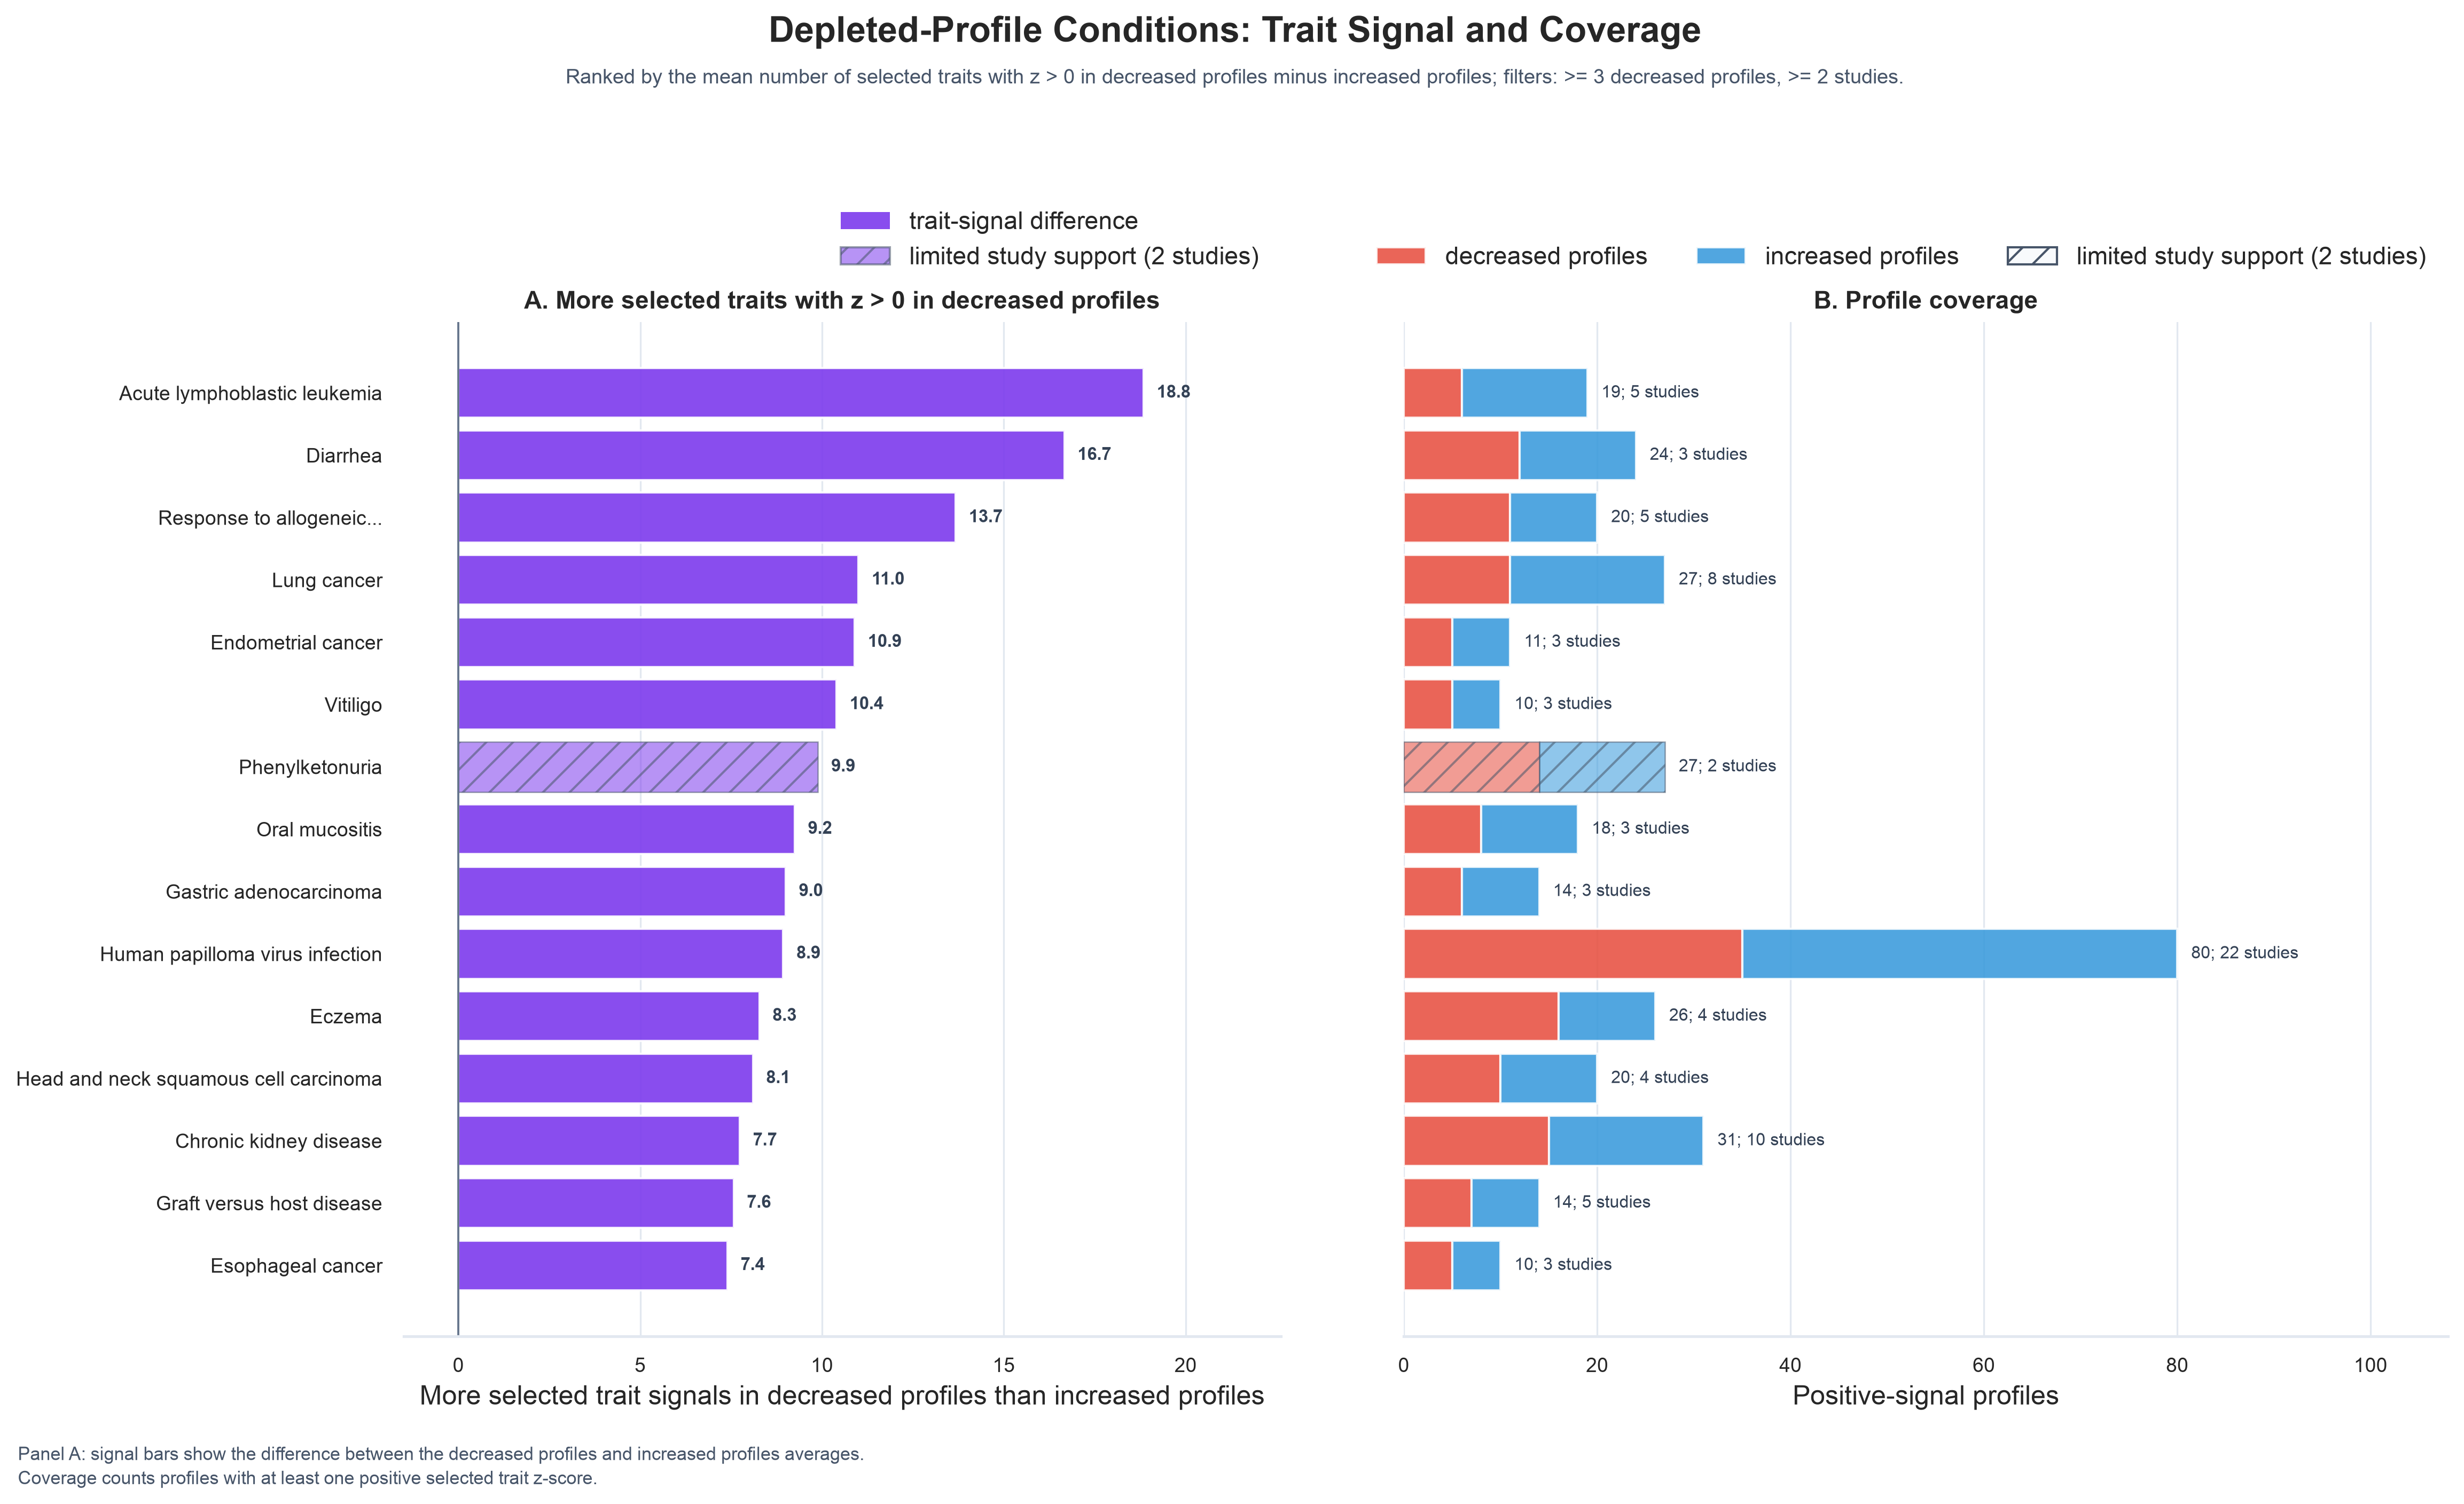 Depleted-Profile Conditions: Trait Signal and Coverage
Ranked by the mean number of selected traits with z > 0 in decreased profiles minus increased profiles; filters: >= 3 decreased profiles, >= 2 studies.
trait-signal difference
limited study support (2 studies)
decreased profiles
increased profiles
limited study support (2 studies)
A. More selected traits with z > 0 in decreased profiles
B. Profile coverage
Acute lymphoblastic leukemia 18.8 19; 5 studies
Diarrhea 16.7 24; 3 studies
Response to allogeneic... 13.7 20; 5 studies
Lung cancer 11.0 27; 8 studies
Endometrial cancer 10.9 11; 3 studies
Vitiligo 10.4 10; 3 studies
Phenylketonuria 9.9 27; 2 studies
Oral mucositis 9.2 18; 3 studies
Gastric adenocarcinoma 9.0 14; 3 studies
Human papilloma virus infection 8.9 80; 22 studies
Eczema 8.3 26; 4 studies
Head and neck squamous cell carcinoma 8.1 20; 4 studies
Chronic kidney disease 7.7 31; 10 studies
Graft versus host disease 7.6 14; 5 studies
Esophageal cancer 7.4 10; 3 studies
0 5 10 15 20
0 20 40 60 80 100
More selected trait signals in decreased profiles than increased profiles
Positive-signal profiles
Panel A: signal bars show the difference between the decreased profiles and increased profiles averages.
Coverage counts profiles with at least one positive selected trait z-score.